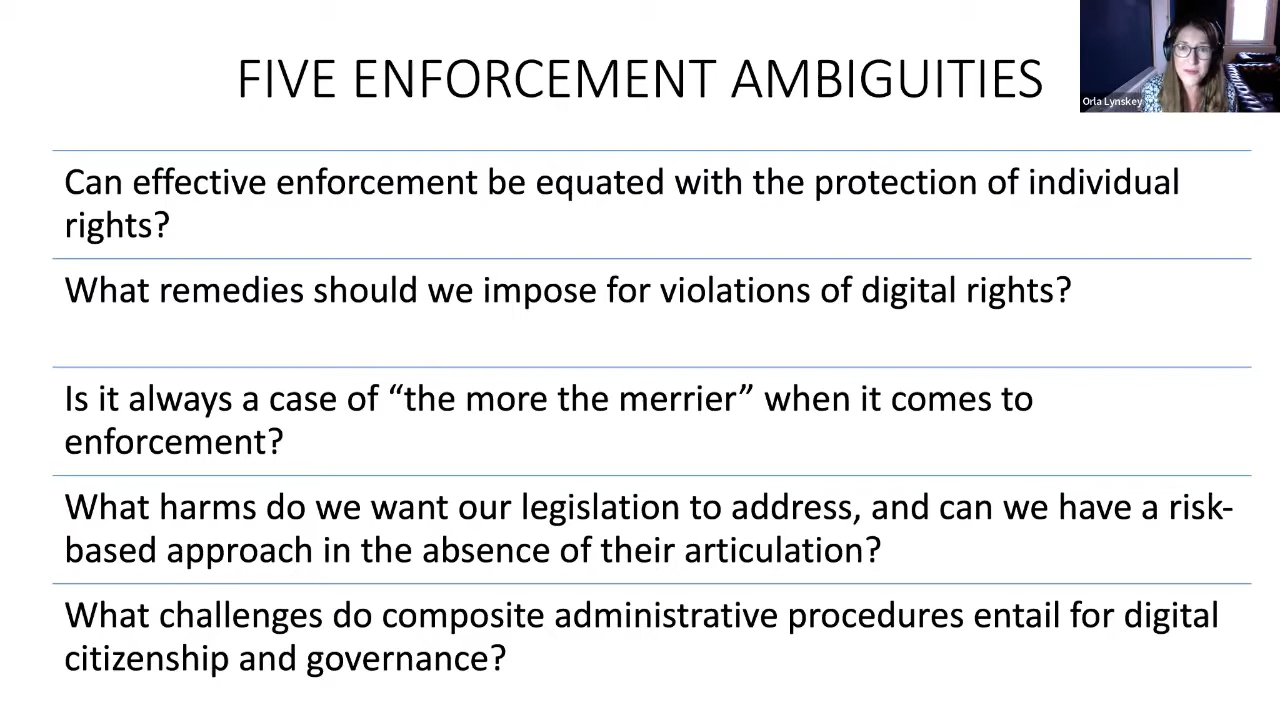 FIVE ENFORCEMENT AMBIGUITIES
Orla Lynskey
Can effective enforcement be equated with the protection of individual
rights?
What remedies should we impose for violations of digital rights?
Is it always a case of “the more the merrier” when it comes to
enforcement?
What harms do we want our legislation to address, and can we have a risk-
based approach in the absence of their articulation?
What challenges do composite administrative procedures entail for digital
citizenship and governance?